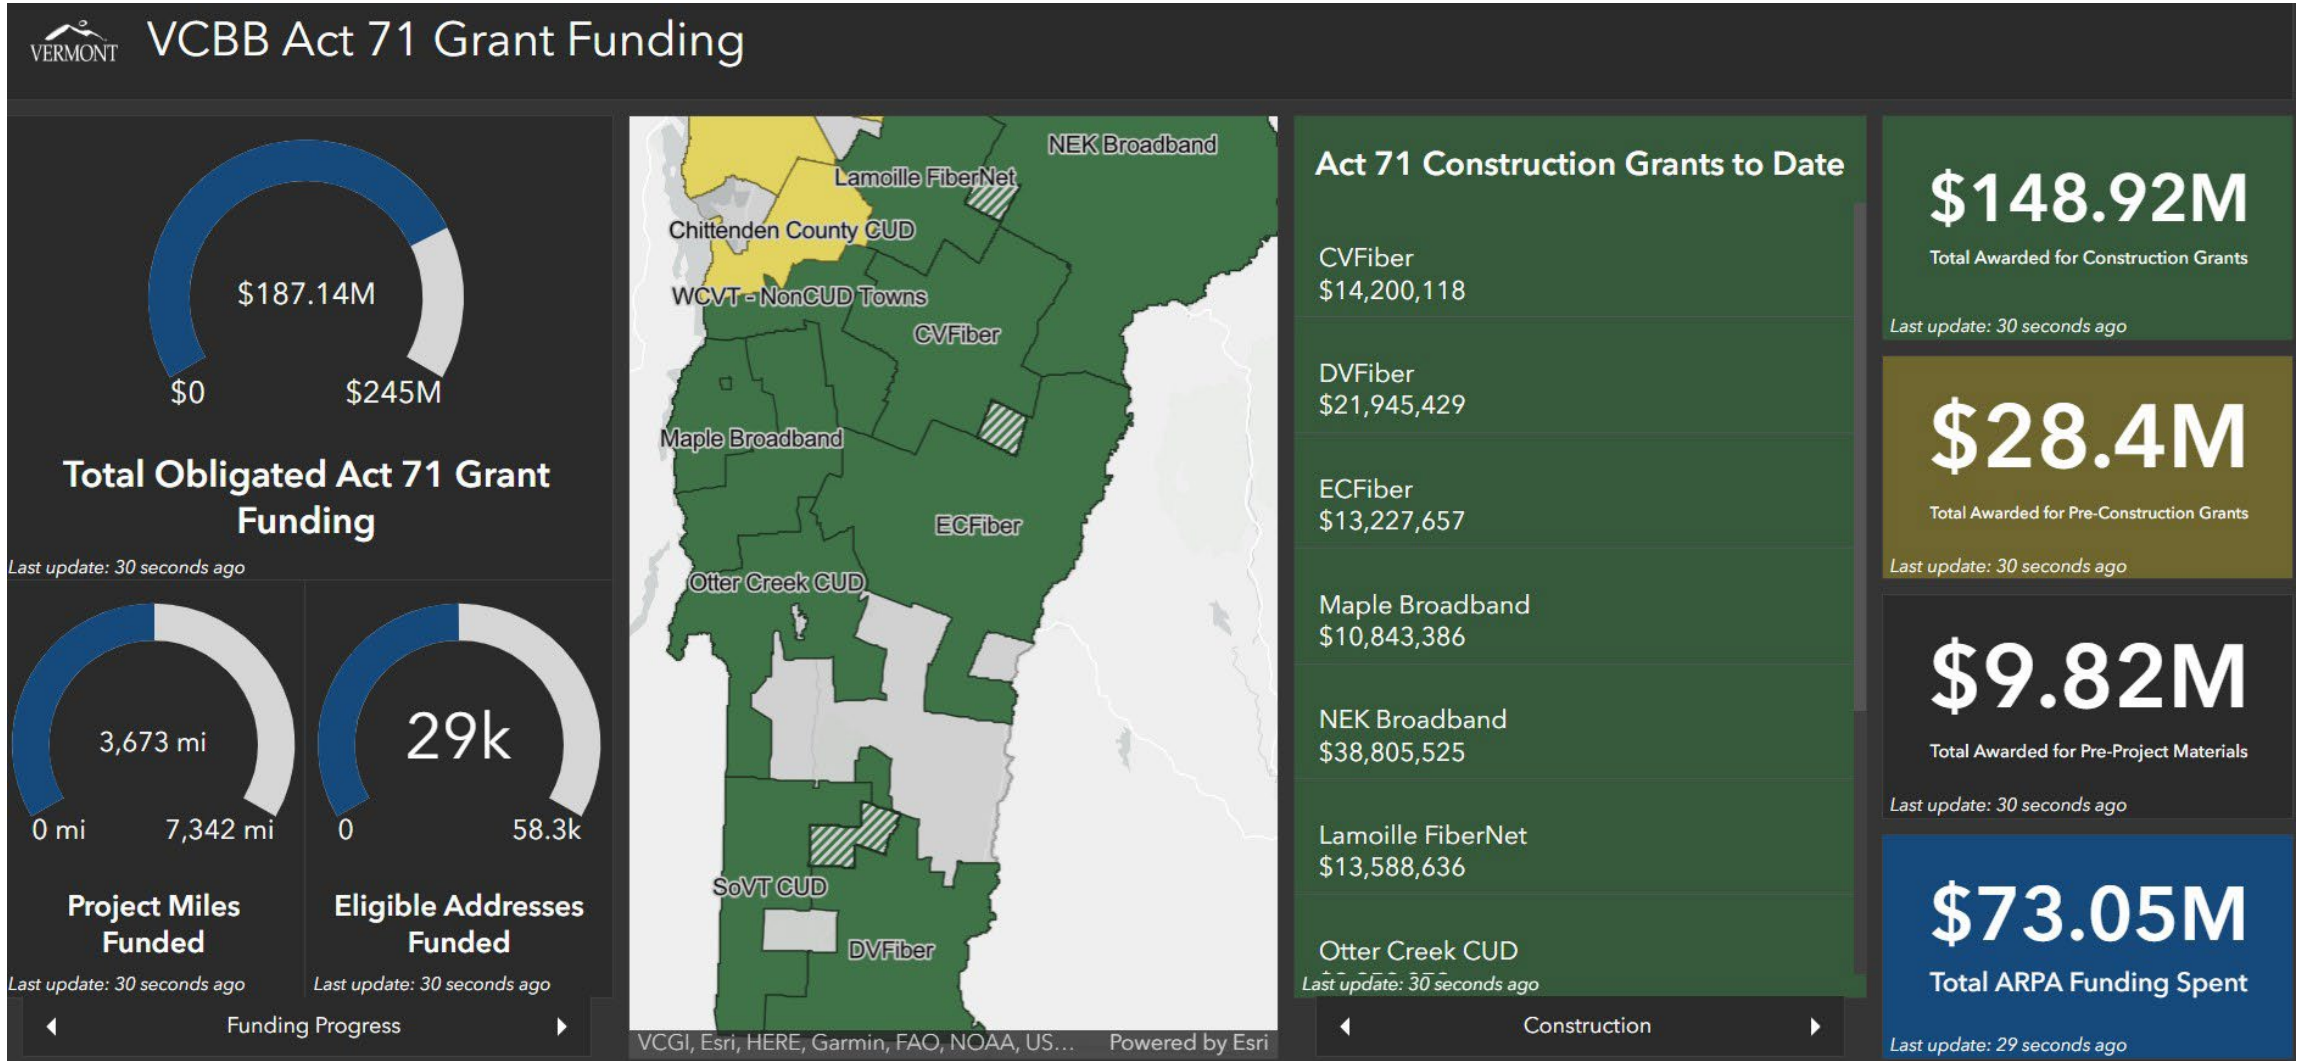 VERMONT
VCBB Act 71 Grant Funding
$187.14M
$0
$245M
Total Obligated Act 71 Grant
Funding
Last update: 30 seconds ago
3,673 mi
0 mi
7,342 mi
Project Miles
Funded
Last update: 30 seconds ago
29k
0
58.3k
Eligible Addresses
Funded
Last update: 30 seconds ago
Funding Progress
NEK Broadband
Lamoille FiberNet
Chittenden County CUD
WCVT - NonCUD Towns
CVFiber
Maple Broadband
ECFiber
Otter Creek CUD
SoVT CUD
DVFiber
VCGI, Esri, HERE, Garmin, FAO, NOAA, US...
Powered by Esri
Act 71 Construction Grants to Date
CVFiber
$14,200,118
DVFiber
$21,945,429
ECFiber
$13,227,657
Maple Broadband
$10,843,386
NEK Broadband
$38,805,525
Lamoille FiberNet
$13,588,636
Otter Creek CUD
Last update: 30 seconds ago
Construction
$148.92M
Total Awarded for Construction Grants
Last update: 30 seconds ago
$28.4M
Total Awarded for Pre-Construction Grants
Last update: 30 seconds ago
$9.82M
Total Awarded for Pre-Project Materials
Last update: 30 seconds ago
$73.05M
Total ARPA Funding Spent
Last update: 29 seconds ago